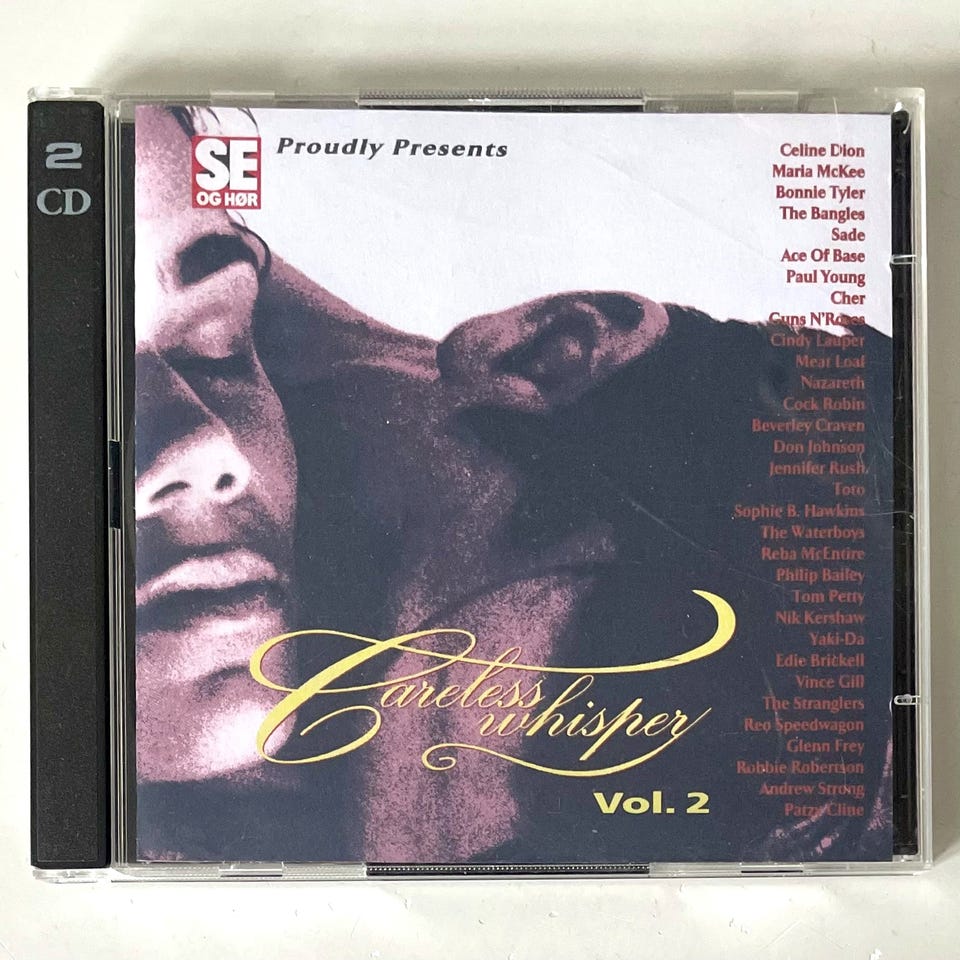 2
CD
SE
OG HØR
Proudly Presents
Celine Dion
Maria McKee
Bonnie Tyler
The Bangles
Sade
Ace Of Base
Paul Young
Cher
Guns N'Roses
Cindy Lauper
Meat Loaf
Nazareth
Cock Robin
Beverley Craven
Don Johnson
Jennifer Rush
Toto
Sophie B. Hawkins
The Waterboys
Reba McEntire
Philip Bailey
Tom Petty
Nik Kershaw
Yaki-Da
Edie Brickell
Vince Gill
The Stranglers
Reo Speedwagon
Glenn Frey
Robbie Robertson
Andrew Strong
Patzy Cline
Careless
whisper
Vol. 2